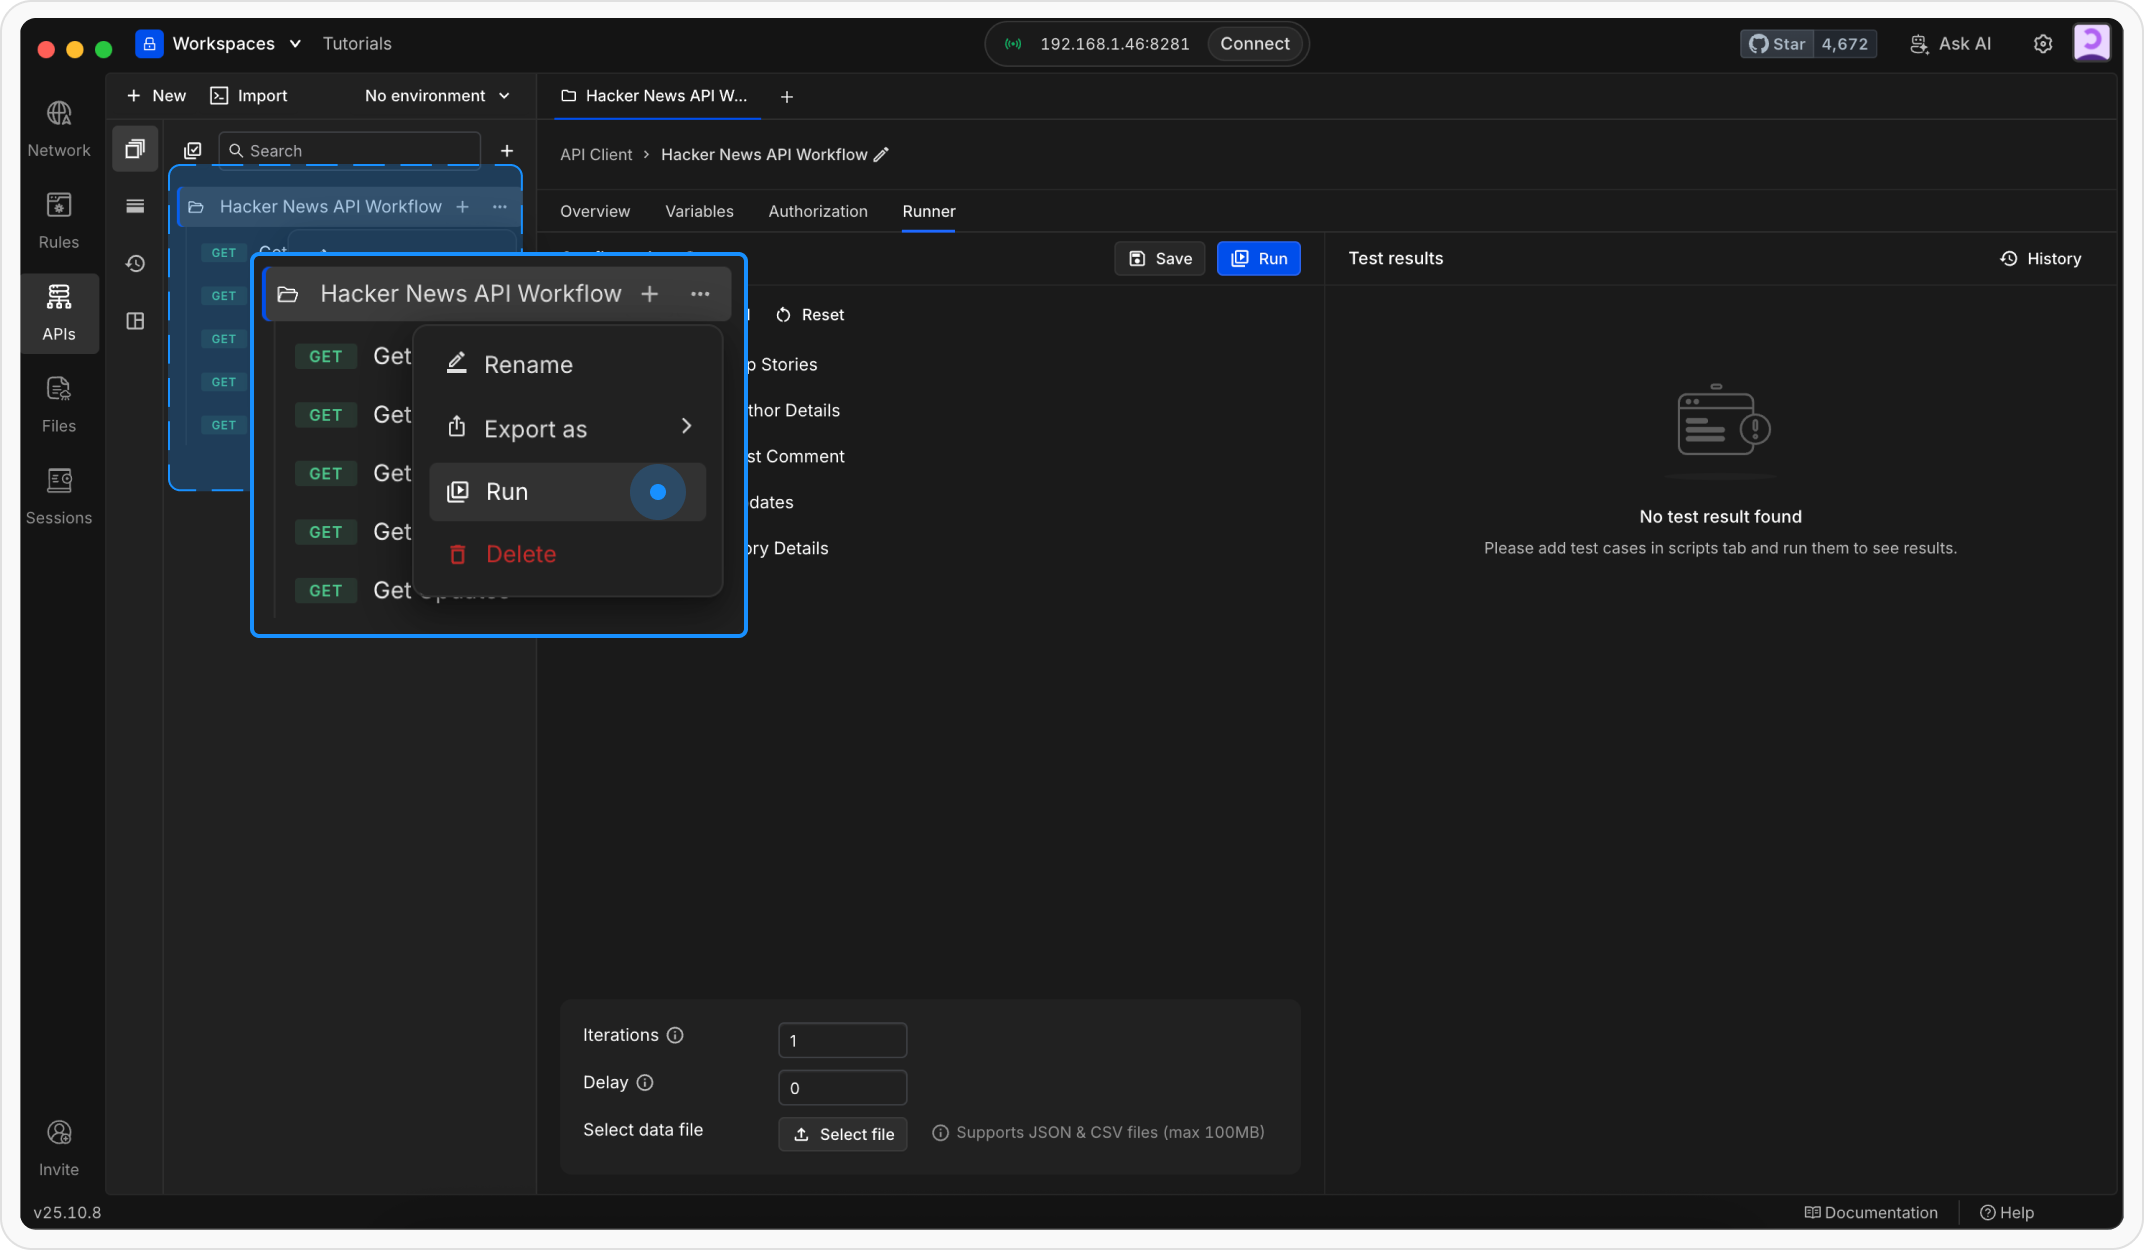 Workspaces
Tutorials
192.168.1.46:8281
Connect
Star
4,672
Ask AI
New
Import
No environment
Hacker News API W...
Network
Rules
APIs
Files
Sessions
Invite
Search
Hacker News API Workflow
GET
GET
GET
GET
GET
API Client
Hacker News API Workflow
Overview
Variables
Authorization
Runner
Save
Run
Test results
History
Reset
Hacker News API Workflow
GET Get
GET Get
GET Get
GET Get
GET Get
Rename
Export as
Run
Delete
Stories
Details
Comment
Details
No test result found
Please add test cases in scripts tab and run them to see results.
Iterations
1
Delay
0
Select data file
Select file
Supports JSON & CSV files (max 100MB)
v25.10.8
Documentation
Help